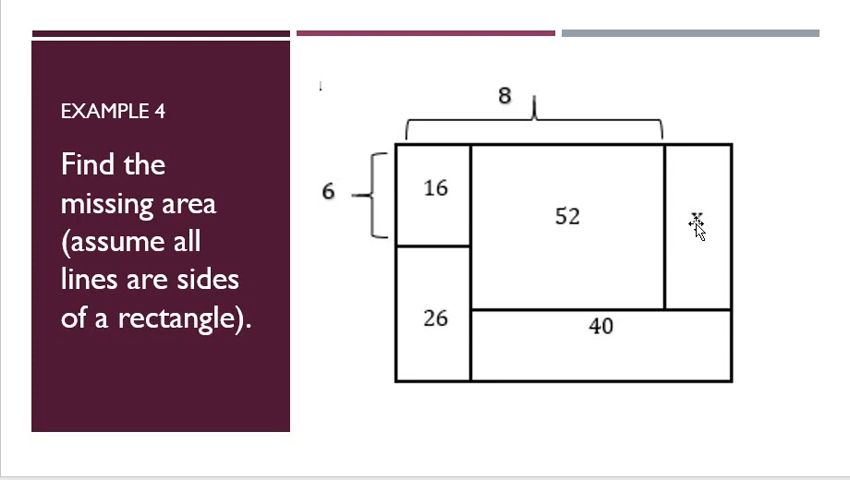 EXAMPLE 4
Find the
missing area
(assume all
lines are sides
of a rectangle).
8
6
16
52
x
26
40